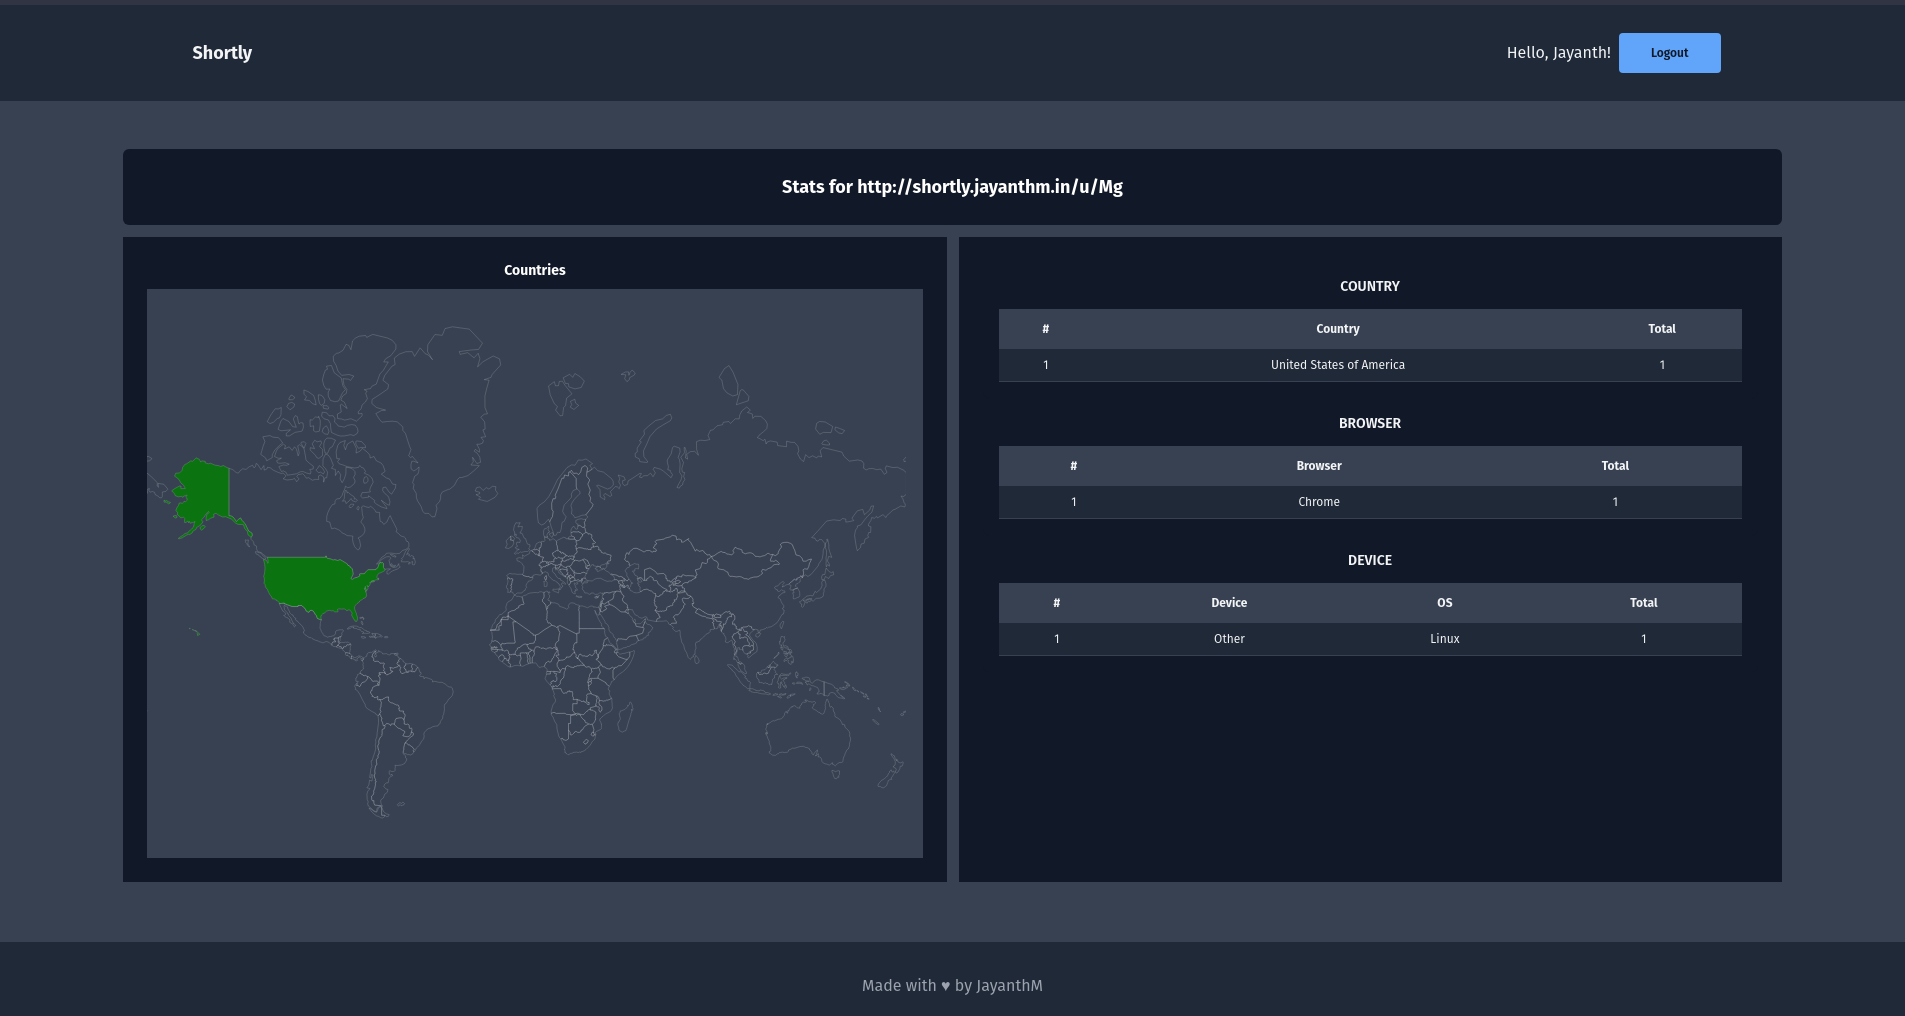 Shortly
Hello, Jayanth! Logout
Stats for http://shortly.jayanthm.in/u/Mg
Countries
COUNTRY
# Country Total
1 United States of America 1
BROWSER
# Browser Total
1 Chrome 1
DEVICE
# Device OS Total
1 Other Linux 1
Made with ♥ by JayanthM